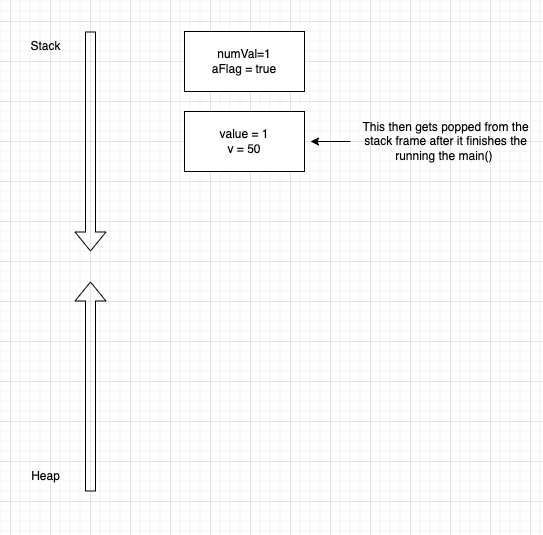 Stack
numVal=1
aFlag = true
value = 1
v = 50
This then gets popped from the
stack frame after it finishes the
running the main()
Heap